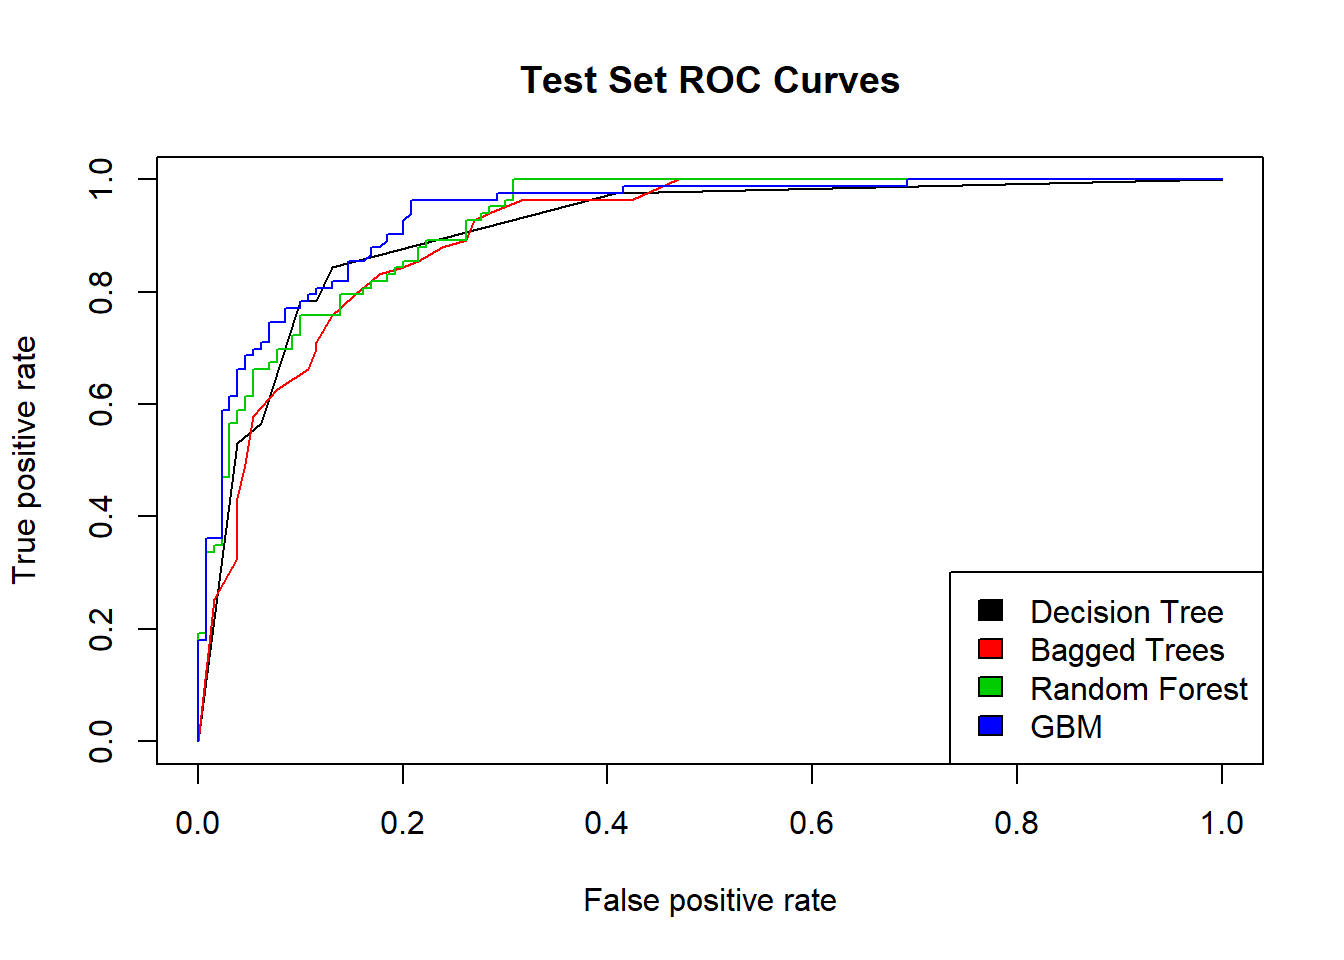 Test Set ROC Curves
True positive rate
1.0
0.8
0.6
0.4
0.2
0.0
Decision Tree
Bagged Trees
Random Forest
GBM
0.0 0.2 0.4 0.6 0.8 1.0
False positive rate